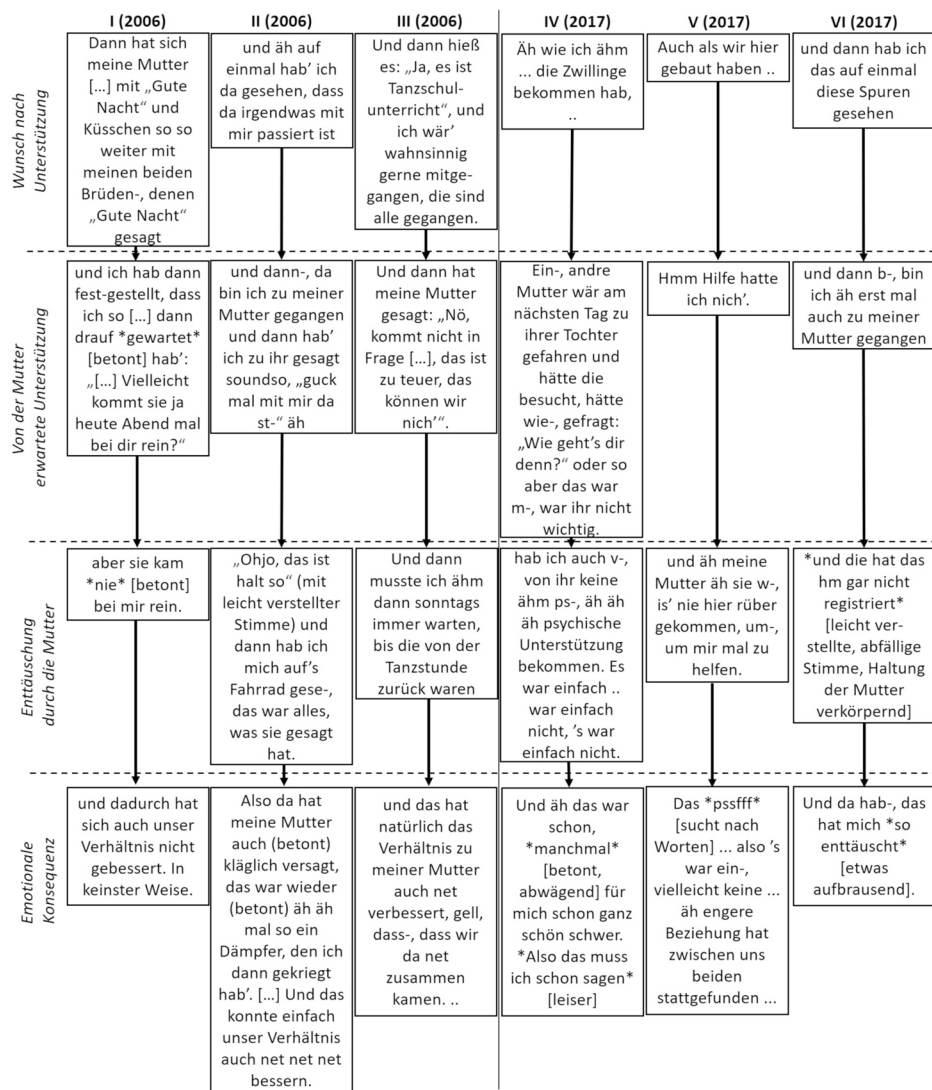 I (2006)
II (2006)
III (2006)
IV (2017)
V (2017)
VI (2017)
Wunsch nach
Unterstützung
Dann hat sich
meine Mutter
[...] mit „Gute
Nacht“ und
Küsschen so so
weiter mit
meinen beiden
Brüden-, denen
„Gute Nacht“
gesagt
und äh auf
einmal hab’ ich
da gesehen, dass
da irgendwas mit
mir passiert ist
Und dann hieß
es: „Ja, es ist
Tanzschul-
unterricht“, und
ich wär’
wahnsinnig
gerne mitge-
gangen, die sind
alle gegangen.
Äh wie ich ähm
... die Zwillinge
bekommen hab,
..
Auch als wir hier
gebaut haben ..
und dann hab ich
das auf einmal
diese Spuren
gesehen
Von der Mutter
erwartete Unterstützung
und ich hab dann
fest-gestellt, dass
ich so [...] dann
drauf *gewartet*
[betont] hab’:
„[...] Vielleicht
kommt sie ja
heute Abend mal
bei dir rein?“
und dann-, da
bin ich zu meiner
Mutter gegangen
und dann hab’
ich zu ihr gesagt
soundso, „guck
mal mit mir da
st-“ äh
Und dann hat
meine Mutter
gesagt: „Nö,
kommt nicht in
Frage [...], das ist
zu teuer, das
können wir
nich’“.
Ein-, andre
Mutter wär am
nächsten Tag zu
ihrer Tochter
gefahren und
hätte die
besucht, hätte
wie-, gefragt:
„Wie geht’s dir
denn?“ oder so
aber das war
m-, war ihr nicht
wichtig.
Hmm Hilfe hatte
ich nich’.
und dann b-, bin
ich äh erst mal
auch zu meiner
Mutter gegangen
Enttäuschung
durch die Mutter
aber sie kam
*nie* [betont]
bei mir rein.
„Ohjo, das ist
halt so“ (mit
leicht verstellter
Stimme) und
dann hab ich
mich auf’s
Fahrrad gese-,
das war alles,
was sie gesagt
hat.
Und dann
musste ich ähm
dann sonntags
immer warten,
bis die von der
Tanzstunde
zurück waren
hab ich auch v-,
von ihr keine
ähm ps-, äh äh
äh psychische
Unterstützung
bekommen. Es
war einfach ..
war einfach
nicht, ’s war
einfach nicht.
und äh meine
Mutter äh sie w-,
is’ nie hier rüber
gekommen, um-,
um mir mal zu
helfen.
*und die hat das
hm gar nicht
registriert*
[leicht ver-
stellte, abfällige
Stimme, Haltung
der Mutter
verkörpernd]
Emotionale
Konsequenz
und dadurch hat
sich auch unser
Verhältnis nicht
gebessert. In
keinster Weise.
Also da hat
meine Mutter
auch (betont)
kläglich versagt,
das war wieder
(betont) äh äh
mal so ein
Dämpfer, den ich
dann gekriegt
hab’. [...] Und das
konnte einfach
unser Verhältnis
auch net net net
bessern.
und das hat
natürlich das
Verhältnis zu
meiner Mutter
auch net
verbessert, gell,
dass-, dass wir
da net
zusammen
kamen. ..
Und äh das war
schon,
*manchmal*
[betont,
abwägend] für
mich schon ganz
schön schwer.
*Also das muss
ich schon sagen*
[leiser]
Das *pssfff*
[sucht nach
Worten] ... also ’s
war ein-,
vielleicht keine ...
äh engere
Beziehung hat
zwischen uns
beiden
stattgefunden ...
Und da hab-, das
hat mich *so
enttäuscht*
[etwas
aufbrausend].